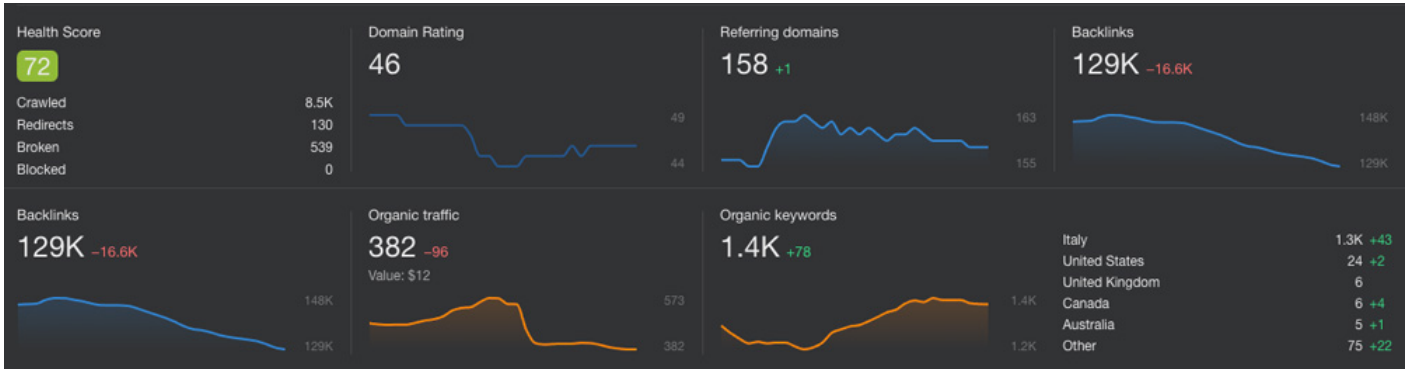 Health Score
72
Crawled 8.5K
Redirects 130
Broken 539
Blocked 0
Domain Rating
46
49
44
Referring domains
158 +1
163
155
Backlinks
129K −16.6K
148K
129K
Backlinks
129K −16.6K
148K
129K
Organic traffic
382 −96
Value: $12
573
382
Organic keywords
1.4K +78
1.4K
1.2K
Italy 1.3K +43
United States 24 +2
United Kingdom 6
Canada 6 +4
Australia 5 +1
Other 75 +22